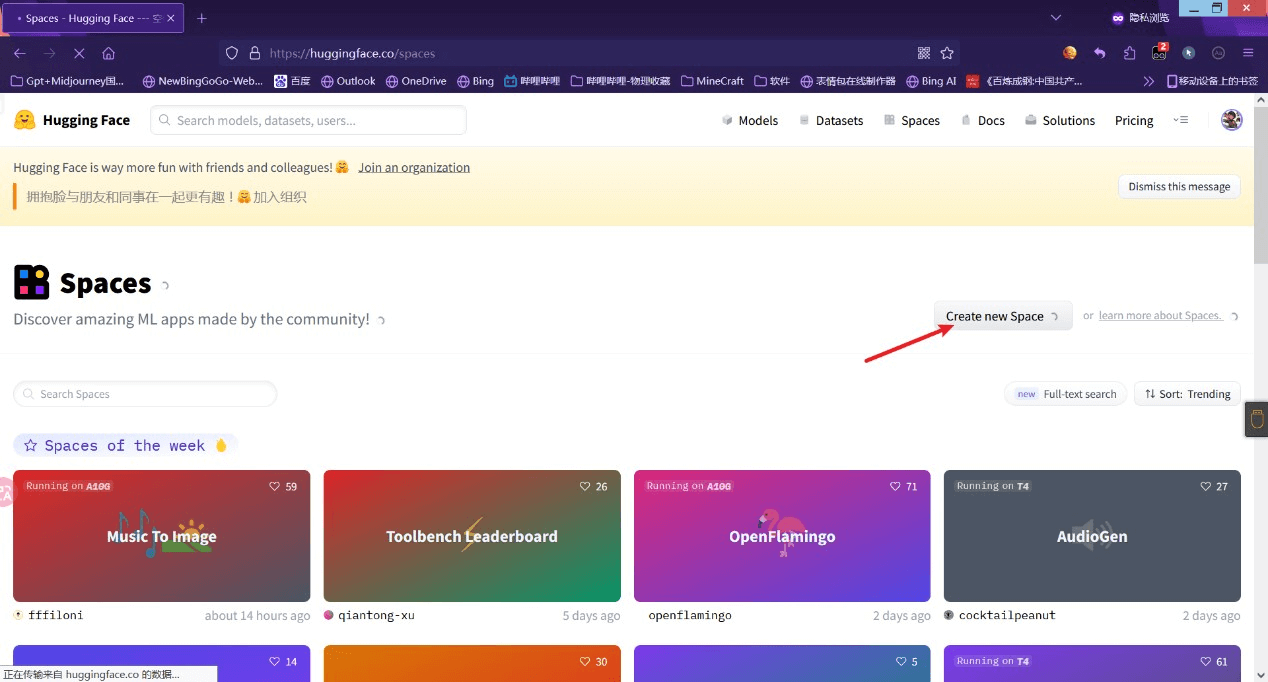 Spaces - Hugging Face --- 空
隐私浏览
https://huggingface.co/spaces
2
Gpt+Midjourney国... NewBingGoGo-Web... 百度 Outlook OneDrive Bing 哔哩哔哩 哔哩哔哩-物理收藏 MineCraft 软件 表情包在线制作器 Bing AI 《百炼成钢:中国共产... 移动设备上的书签
Hugging Face Search models, datasets, users... Models Datasets Spaces Docs Solutions Pricing
Hugging Face is way more fun with friends and colleagues! 🤗 Join an organization
Dismiss this message
拥抱脸与朋友和同事在一起更有趣！🤗 加入组织
Spaces
Discover amazing ML apps made by the community!
Create new Space or learn more about Spaces.
Search Spaces new Full-text search Sort: Trending
Spaces of the week
Running on A10G 59
Music To Image
fffiloni about 14 hours ago
26
Toolbench Leaderboard
qiantong-xu 5 days ago
Running on A10G 71
OpenFlamingo
openflamingo 2 days ago
Running on T4 27
AudioGen
cocktailpeanut 2 days ago
14
30
5
Running on T4 61
正在传输来自 huggingface.co 的数据...